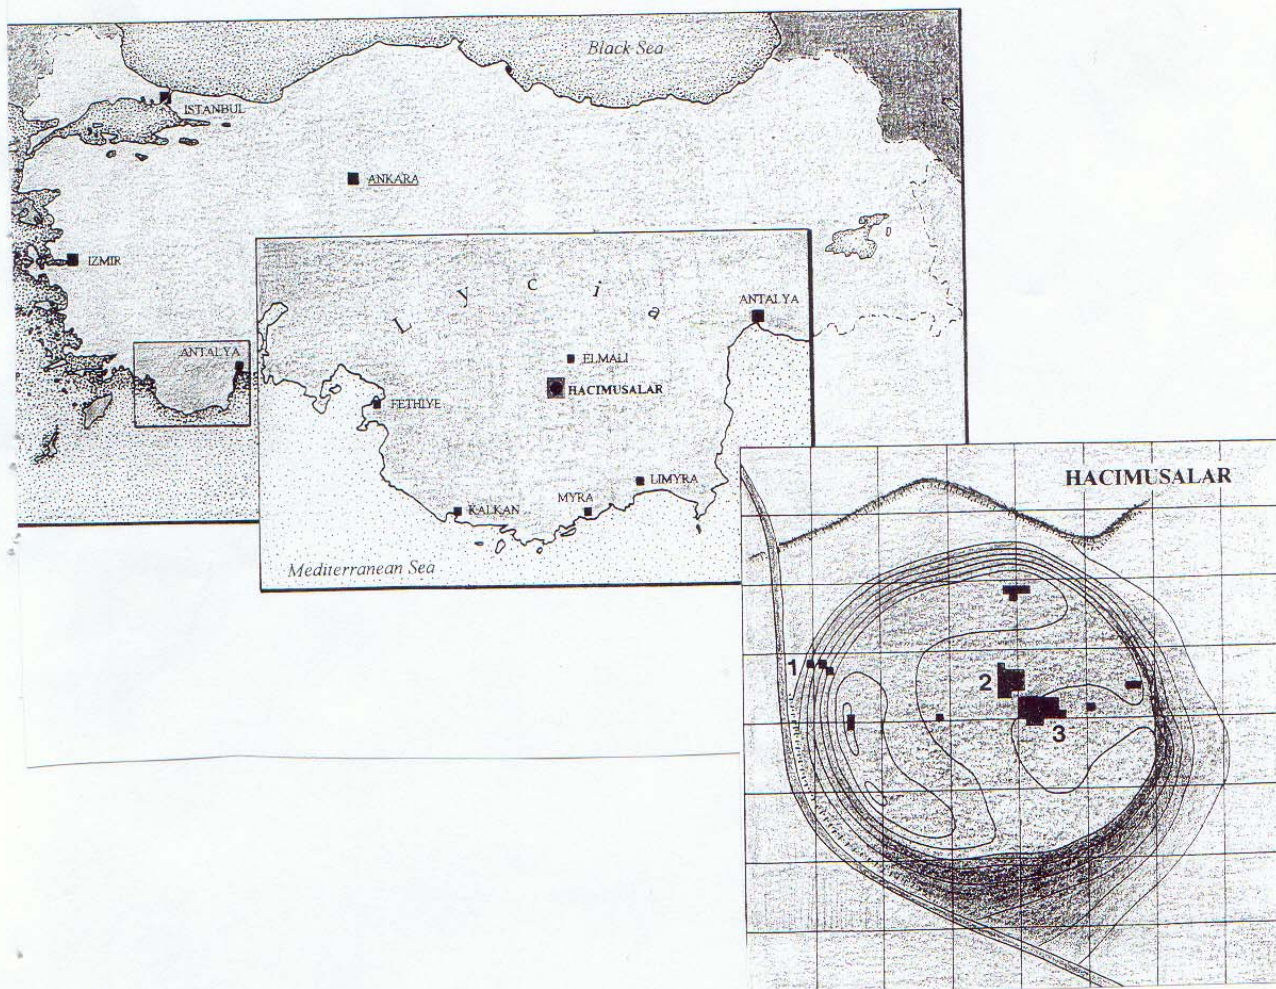 Black Sea
ISTANBUL
ANKARA
IZMIR
ANTALYA
L y c i a
ANTALYA
ELMALI
HACIMUSALAR
FETHIYE
LIMYRA
KALKAN
MYRA
Mediterranean Sea
HACIMUSALAR
1
2
3